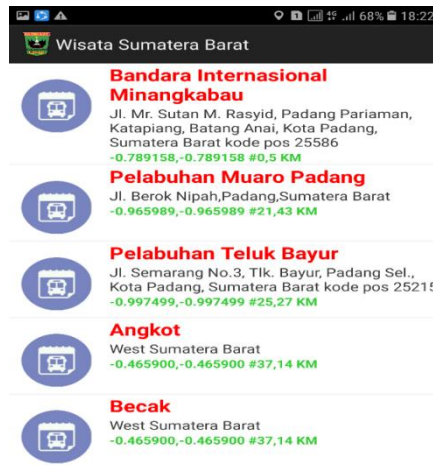 4G 68% 18:22
Wisata Sumatera Barat
Bandara Internasional
Minangkabau
Jl. Mr. Sutan M. Rasyid, Padang Pariaman,
Katapiang, Batang Anai, Kota Padang,
Sumatera Barat kode pos 25586
-0.789158,-0.789158 #0,5 KM
Pelabuhan Muaro Padang
Jl. Berok Nipah,Padang,Sumatera Barat
-0.965989,-0.965989 #21,43 KM
Pelabuhan Teluk Bayur
Jl. Semarang No.3, Tlk. Bayur, Padang Sel.,
Kota Padang, Sumatera Barat kode pos 25215
-0.997499,-0.997499 #25,27 KM
Angkot
West Sumatera Barat
-0.465900,-0.465900 #37,14 KM
Becak
West Sumatera Barat
-0.465900,-0.465900 #37,14 KM